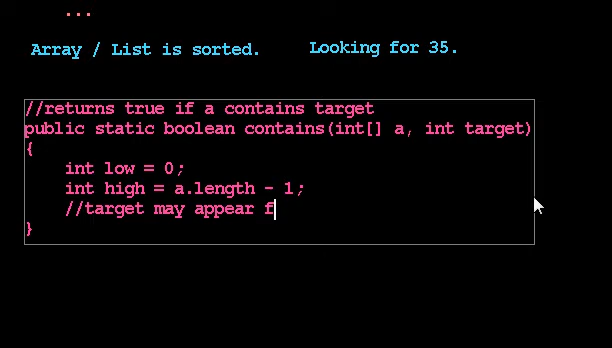 ...
Array / List is sorted. Looking for 35.
//returns true if a contains target
public static boolean contains(int[] a, int target)
{
int low = 0;
int high = a.length - 1;
//target may appear f
}